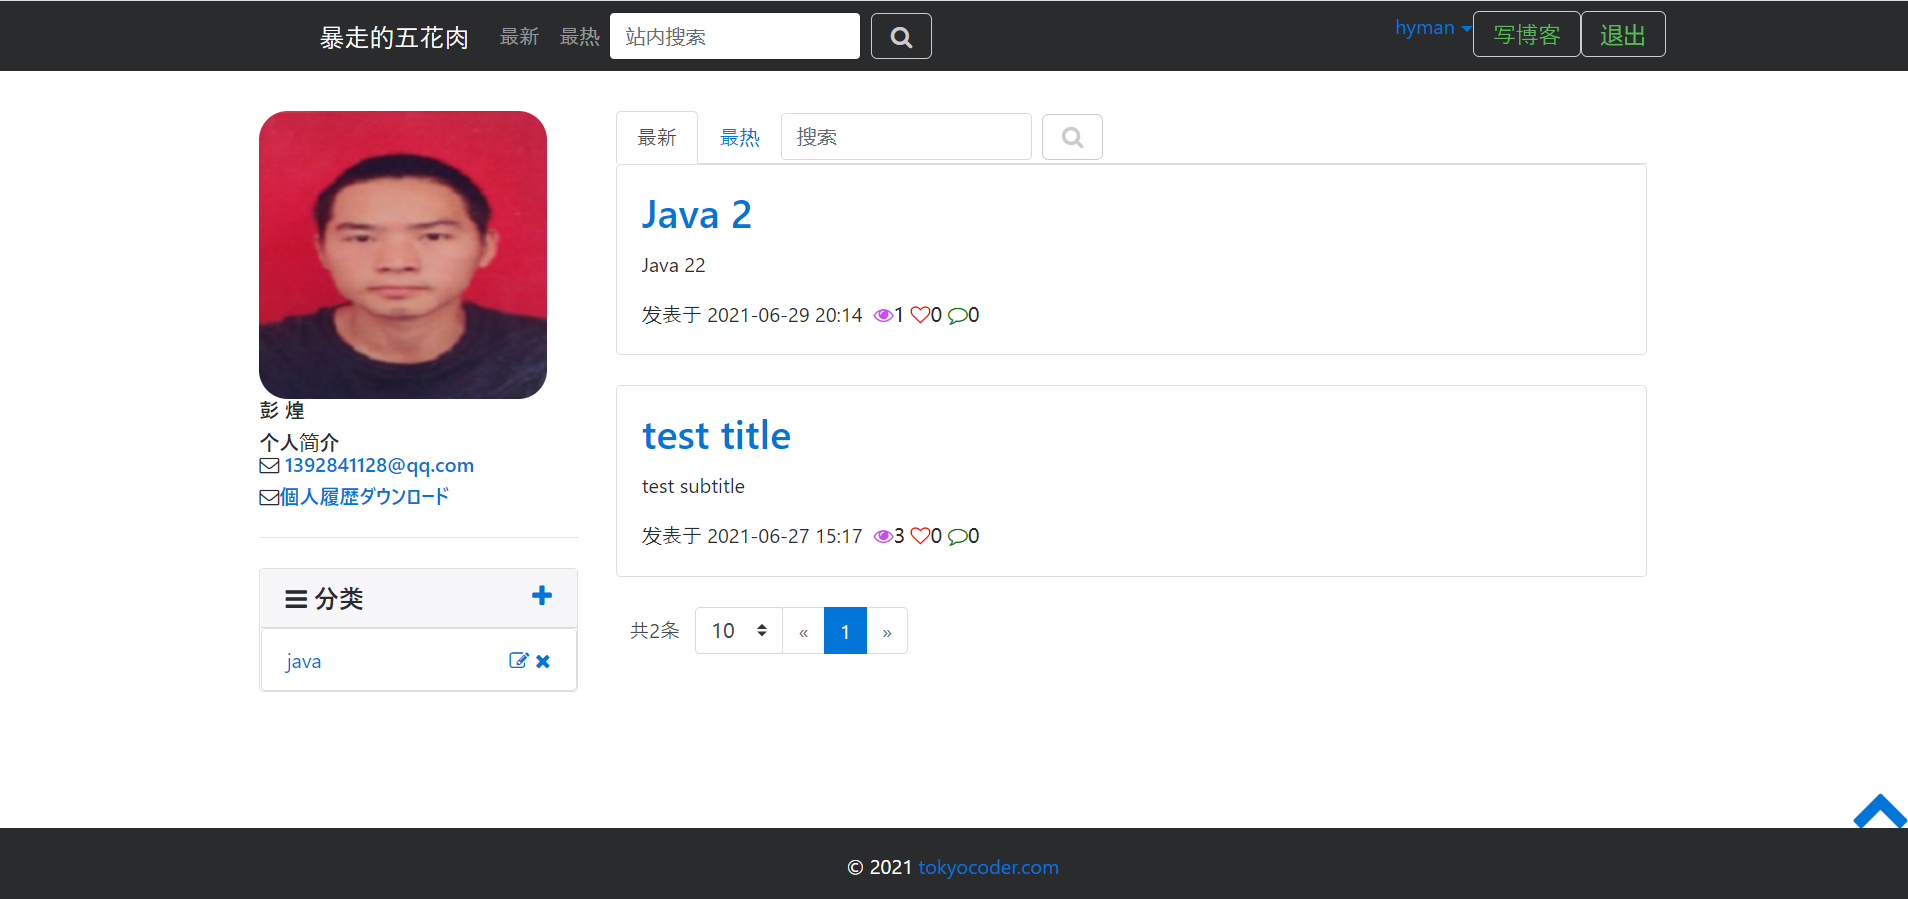 暴走的五花肉 最新 最热 站内搜索 hyman 写博客 退出
最新 最热 搜索
Java 2
Java 22
发表于 2021-06-29 20:14 1 0 0
test title
test subtitle
发表于 2021-06-27 15:17 3 0 0
共2条 10 « 1 »
彭 煌
个人简介
1392841128@qq.com
個人履歴ダウンロード
分类
java
© 2021 tokyocoder.com